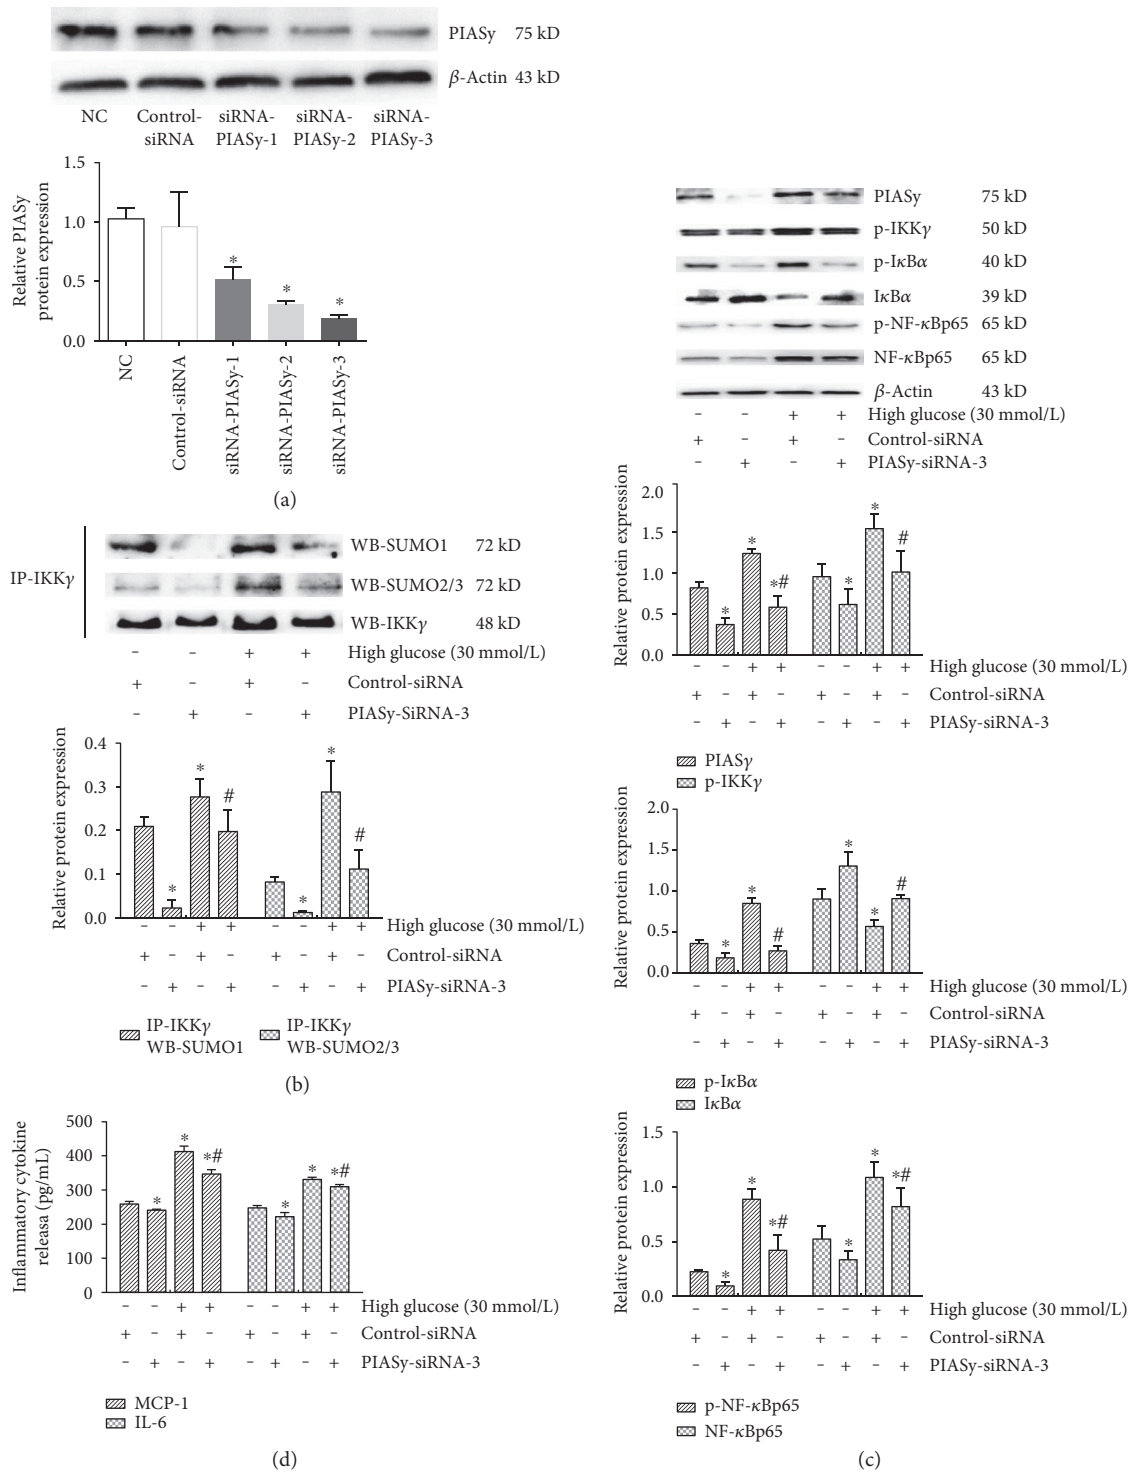 PIASy 75 kD
β-Actin 43 kD
NC Control-siRNA siRNA-PIASy-1 siRNA-PIASy-2 siRNA-PIASy-3
Relative PIASy
protein expression
1.5
1.0
0.5
0.0
* * *
NC Control-siRNA siRNA-PIASy-1 siRNA-PIASy-2 siRNA-PIASy-3
(a)
IP-IKKγ
WB-SUMO1 72 kD
WB-SUMO2/3 72 kD
WB-IKKγ 48 kD
– – + + High glucose (30 mmol/L)
+ – + – Control-siRNA
– + – + PIASy-SiRNA-3
Relative protein expression
0.4
0.3
0.2
0.1
0.0
* * # * * #
– – + + – – + + High glucose (30 mmol/L)
+ – + – + – + – Control-siRNA
– + – + – + – + PIASy-siRNA-3
IP-IKKγ IP-IKKγ
WB-SUMO1 WB-SUMO2/3
(b)
Inflammatory cytokine
releasa (pg/mL)
500
400
300
200
100
0
* * *# * * *#
– – + + – – + + High glucose (30 mmol/L)
+ – + – + – + – Control-siRNA
– + – + – + – + PIASy-siRNA-3
MCP-1
IL-6
(d)
PIASy 75 kD
p-IKKγ 50 kD
p-IκBα 40 kD
IκBα 39 kD
p-NF-κBp65 65 kD
NF-κBp65 65 kD
β-Actin 43 kD
– – + + High glucose (30 mmol/L)
+ – + – Control-siRNA
– + – + PIASy-siRNA-3
Relative protein expression
2.0
1.5
1.0
0.5
0.0
* * *# * * #
– – + + – – + + High glucose (30 mmol/L)
+ – + – + – + – Control-siRNA
– + – + – + – + PIASy-siRNA-3
PIASγ
p-IKKγ
Relative protein expression
2.0
1.5
1.0
0.5
0.0
* * # * * #
– – + + – – + + High glucose (30 mmol/L)
+ – + – + – + – Control-siRNA
– + – + – + – + PIASy-siRNA-3
p-IκBα
IκBα
Relative protein expression
1.5
1.0
0.5
0.0
* * *# * * *#
– – + + – – + + High glucose (30 mmol/L)
+ – + – + – + – Control-siRNA
– + – + – + – + PIASy-siRNA-3
p-NF-κBp65
NF-κBp65
(c)